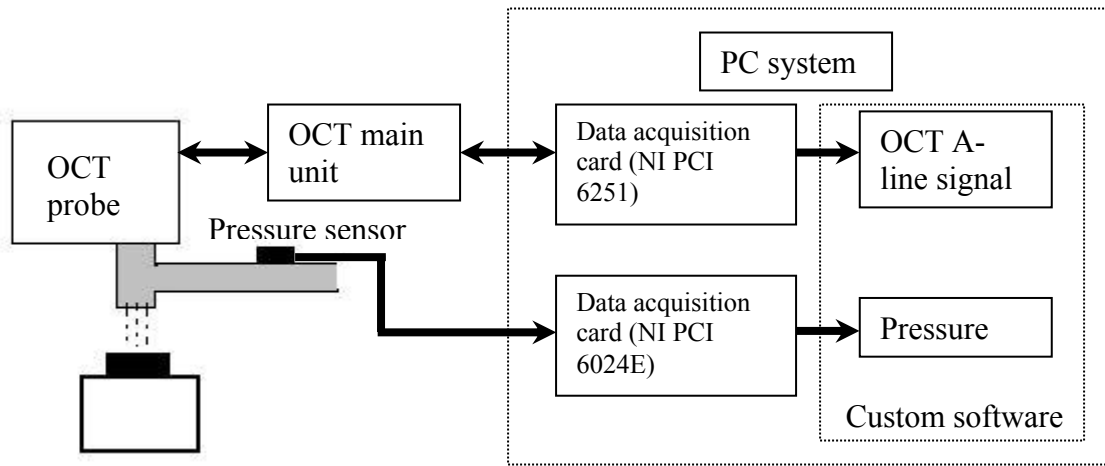 PC system
OCT
probe
OCT main
unit
Data acquisition
card (NI PCI
6251)
OCT A-
line signal
Pressure sensor
Data acquisition
card (NI PCI
6024E)
Pressure
Custom software